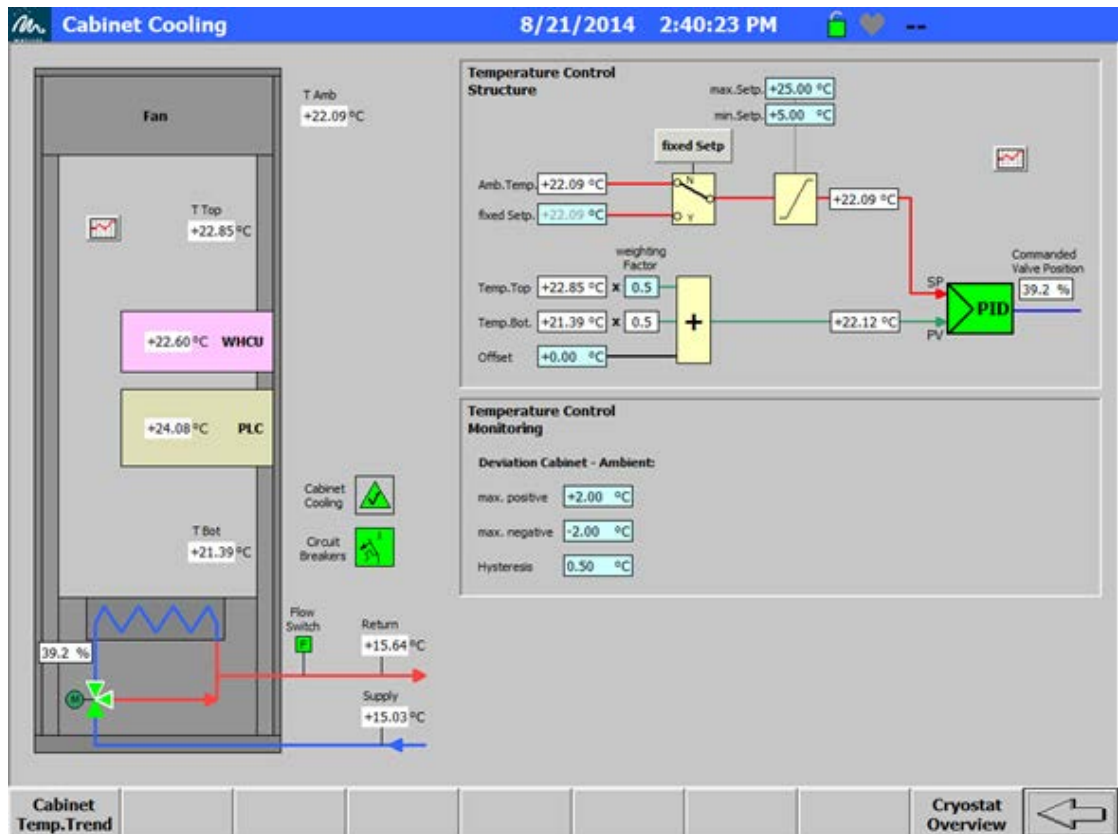 Cabinet Cooling
8/21/2014 2:40:23 PM
--
Fan
T Amb
+22.09 °C
T Top
+22.85 °C
+22.60 °C WHCU
+24.08 °C PLC
T Bot
+21.39 °C
Cabinet
Cooling
Circuit
Breakers
Flow
Switch
F
Return
+15.64 °C
39.2 %
M
Supply
+15.03 °C
Temperature Control
Structure
max.Setp. +25.00 °C
min.Setp. +5.00 °C
fixed Setp
Amb.Temp. +22.09 °C
N
fixed Setp. +22.09 °C
Y
+22.09 °C
weighting
Factor
Temp.Top +22.85 °C x 0.5
Temp.Bot. +21.39 °C x 0.5
+
Offset +0.00 °C
+22.12 °C
SP
PV
PID
Commanded
Valve Position
39.2 %
Temperature Control
Monitoring
Deviation Cabinet - Ambient:
max. positive +2.00 °C
max. negative -2.00 °C
Hysteresis 0.50 °C
Cabinet
Temp.Trend
Cryostat
Overview